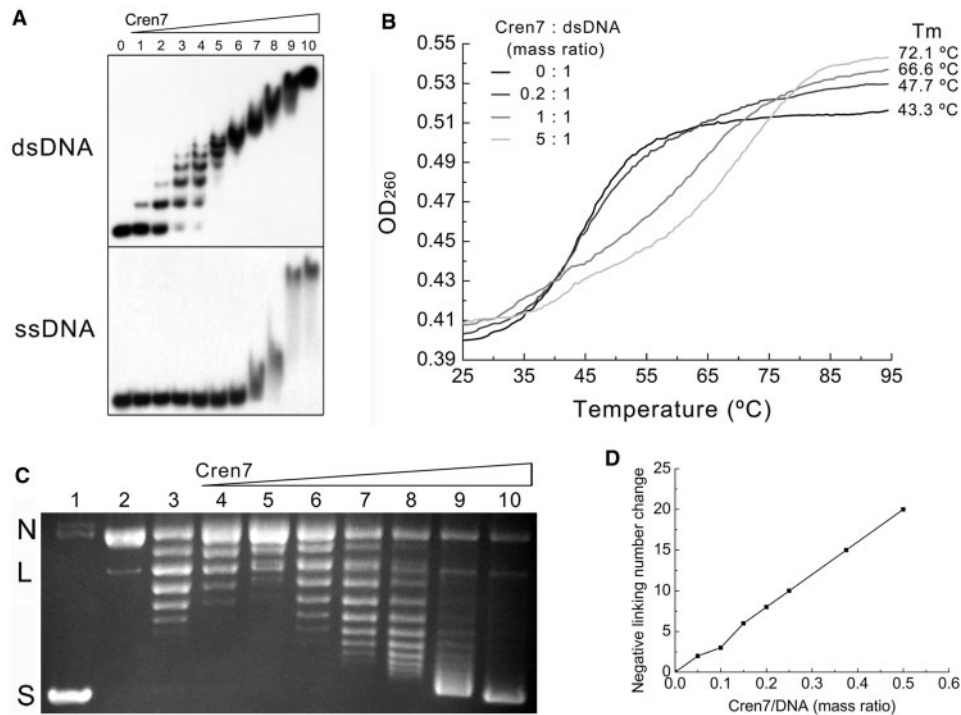 A
Cren7
0 1 2 3 4 5 6 7 8 9 10
dsDNA
ssDNA
B
Cren7 : dsDNA
(mass ratio)
0 : 1
0.2 : 1
1 : 1
5 : 1
Tm
72.1 ºC
66.6 ºC
47.7 ºC
43.3 ºC
OD260
0.55
0.53
0.51
0.49
0.47
0.45
0.43
0.41
0.39
25 35 45 55 65 75 85 95
Temperature (ºC)
C
Cren7
1 2 3 4 5 6 7 8 9 10
N
L
S
D
Negative linking number change
25
20
15
10
5
0
0.0 0.1 0.2 0.3 0.4 0.5 0.6
Cren7/DNA (mass ratio)